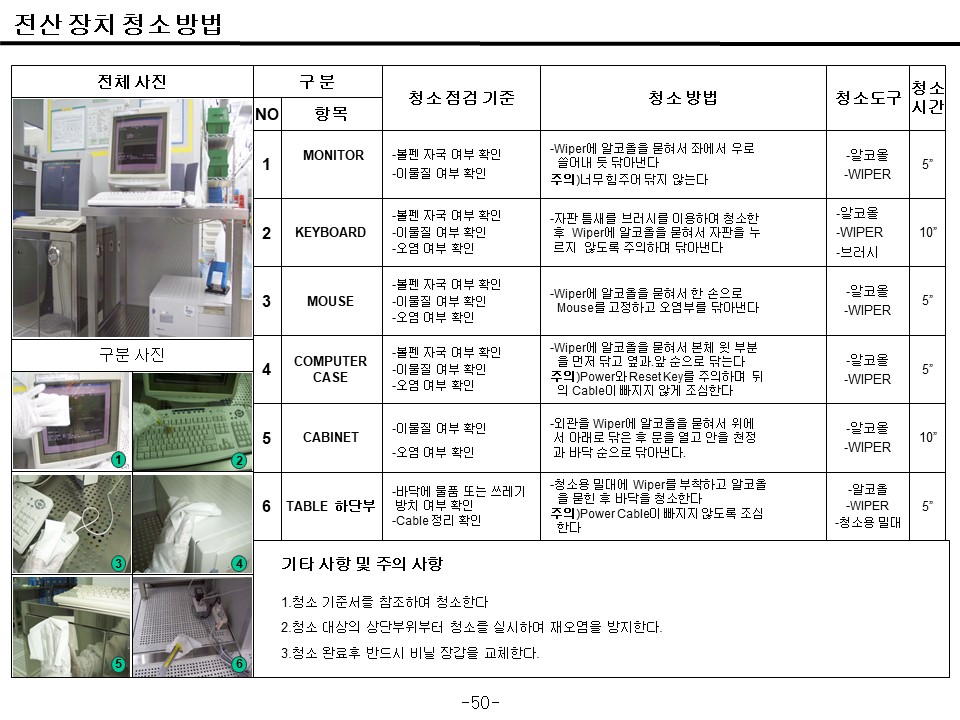 전산 장치 청소 방법
전체 사진
구 분
청소 점검 기준
청소 방법
청소도구
청소
시간
NO
항목
1
MONITOR
-볼펜 자국 여부 확인
-이물질 여부 확인
-Wiper에 알코올을 묻혀서 좌에서 우로
쓸어내 듯 닦아낸다
주의)너무 힘주어 닦지 않는다
-알코올
-WIPER
5”
2
KEYBOARD
-볼펜 자국 여부 확인
-이물질 여부 확인
-오염 여부 확인
-자판 틈새를 브러시를 이용하여 청소한
후 Wiper에 알코올을 묻혀서 자판을 누
르지 않도록 주의하며 닦아낸다
-알코올
-WIPER
-브러시
10”
3
MOUSE
-볼펜 자국 여부 확인
-이물질 여부 확인
-오염 여부 확인
-Wiper에 알코올을 묻혀서 한 손으로
Mouse를 고정하고 오염부를 닦아낸다
-알코올
-WIPER
5”
구분 사진
4
COMPUTER
CASE
-볼펜 자국 여부 확인
-이물질 여부 확인
-오염 여부 확인
-Wiper에 알코올을 묻혀서 본체 윗 부분
을 먼저 닦고 옆과.앞 순으로 닦는다
주의)Power와 Reset Key를 주의하며 뒤
의 Cable이 빠지지 않게 조심한다
-알코올
-WIPER
5”
5
CABINET
-이물질 여부 확인
-오염 여부 확인
-외관을 Wiper에 알코올을 묻혀서 위에
서 아래로 닦은 후 문을 열고 안을 천정
과 바닥 순으로 닦아낸다.
-알코올
-WIPER
10”
6
TABLE 하단부
-바닥에 물품 또는 쓰레기
방치 여부 확인
-Cable 정리 확인
-청소용 밀대에 Wiper를 부착하고 알코올
을 묻힌 후 바닥을 청소한다
주의)Power Cable이 빠지지 않도록 조심
한다
-알코올
-WIPER
-청소용 밀대
5”
1
2
3
4
5
6
기타 사항 및 주의 사항
1.청소 기준서를 참조하여 청소한다
2.청소 대상의 상단부위부터 청소를 실시하여 재오염을 방지한다.
3.청소 완료후 반드시 비닐 장갑을 교체한다.
-50-